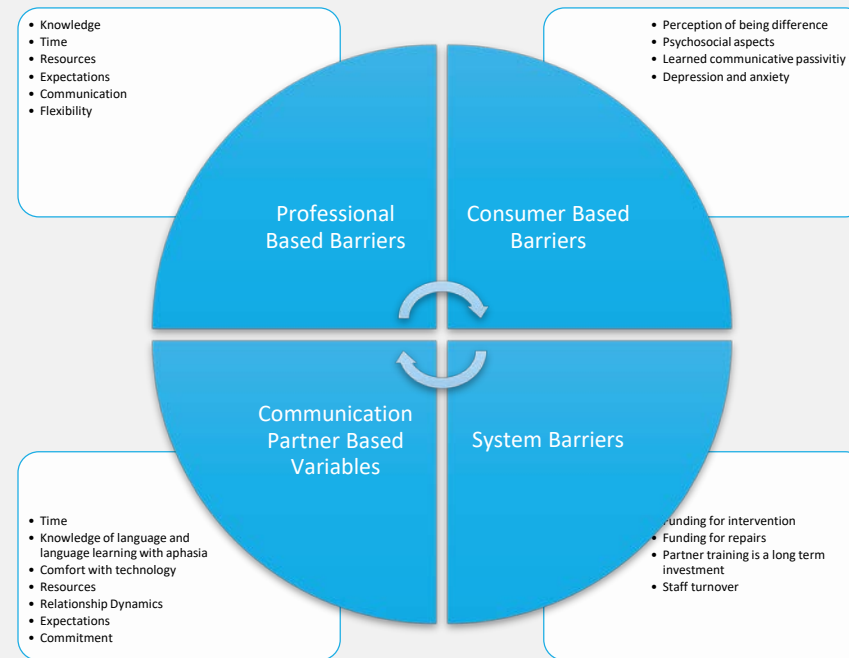 • Knowledge
• Time
• Resources
• Expectations
• Communication
• Flexibility
• Perception of being difference
• Psychosocial aspects
• Learned communicative passivitiy
• Depression and anxiety
Professional
Based Barriers
Consumer Based
Barriers
Communication
Partner Based
Variables
System Barriers
• Time
• Knowledge of language and
language learning with aphasia
• Comfort with technology
• Resources
• Relationship Dynamics
• Expectations
• Commitment
• Funding for intervention
• Funding for repairs
• Partner training is a long term
investment
• Staff turnover